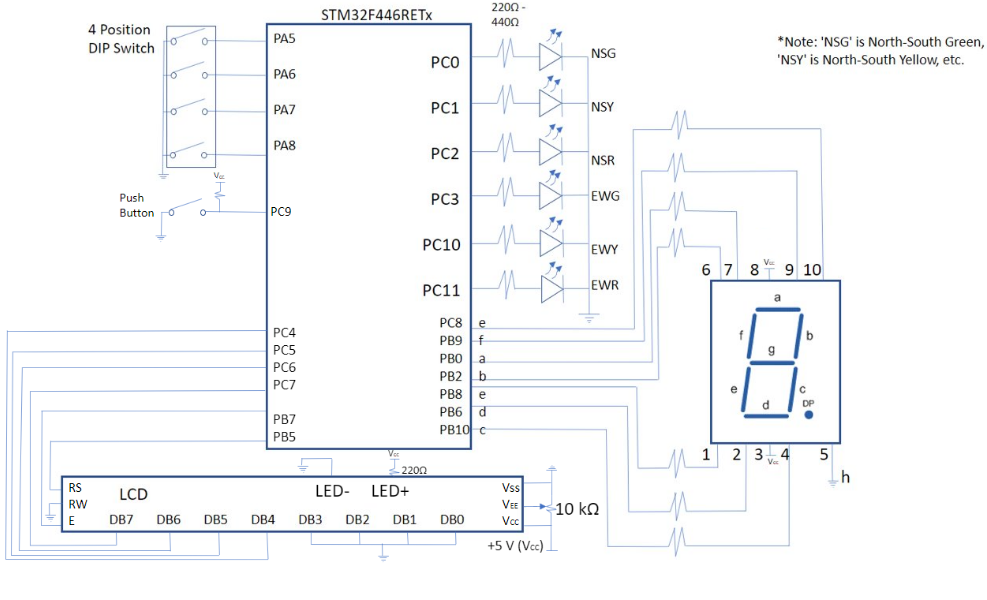 STM32F446RETx
220Ω -
440Ω
4 Position
DIP Switch
*Note: 'NSG' is North-South Green,
'NSY' is North-South Yellow, etc.
PA5
PA6
PA7
PA8
Vcc
Push
Button
PC9
PC0
NSG
PC1
NSY
PC2
NSR
PC3
EWG
PC10
EWY
PC11
EWR
PC8 e
PB9 f
PB0 a
PB2 b
PB8 e
PB6 d
PB10 c
PC4
PC5
PC6
PC7
PB7
PB5
6 7 8 Vcc 9 10
a
f
b
g
e
c
d
DP
1 2 3 Vcc 4 5
h
Vcc
220Ω
RS
RW
E
LCD
LED- LED+
Vss
VEE
Vcc
DB7 DB6 DB5 DB4 DB3 DB2 DB1 DB0
10 kΩ
+5 V (Vcc)